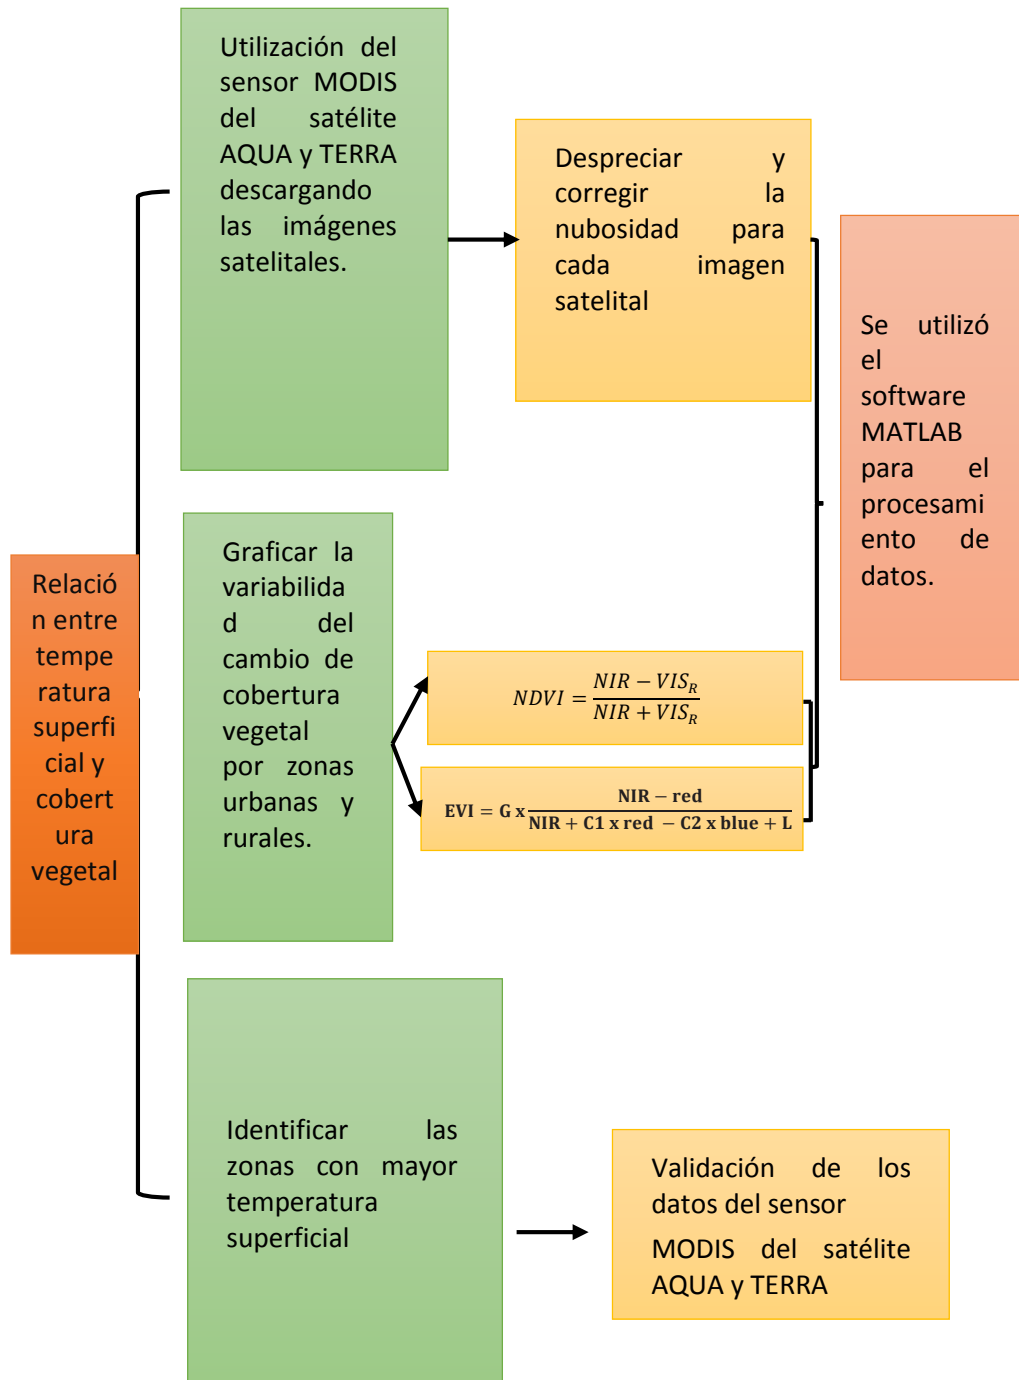 Utilización del
sensor MODIS
del satélite
AQUA y TERRA
descargando
las imágenes
satelitales.
Despreciar y
corregir la
nubosidad para
cada imagen
satelital
Se utilizó
el
software
MATLAB
para el
procesami
ento de
datos.
Relació
n entre
tempe
ratura
superfi
cial y
cobert
ura
vegetal
Graficar la
variabilida
d del
cambio de
cobertura
vegetal
por zonas
urbanas y
rurales.
NDVI = \frac{NIR − VIS_R}{NIR + VIS_R}
EVI = G x \frac{NIR − red}{NIR + C1 x red − C2 x blue + L}
Identificar las
zonas con mayor
temperatura
superficial
Validación de los
datos del sensor
MODIS del satélite
AQUA y TERRA